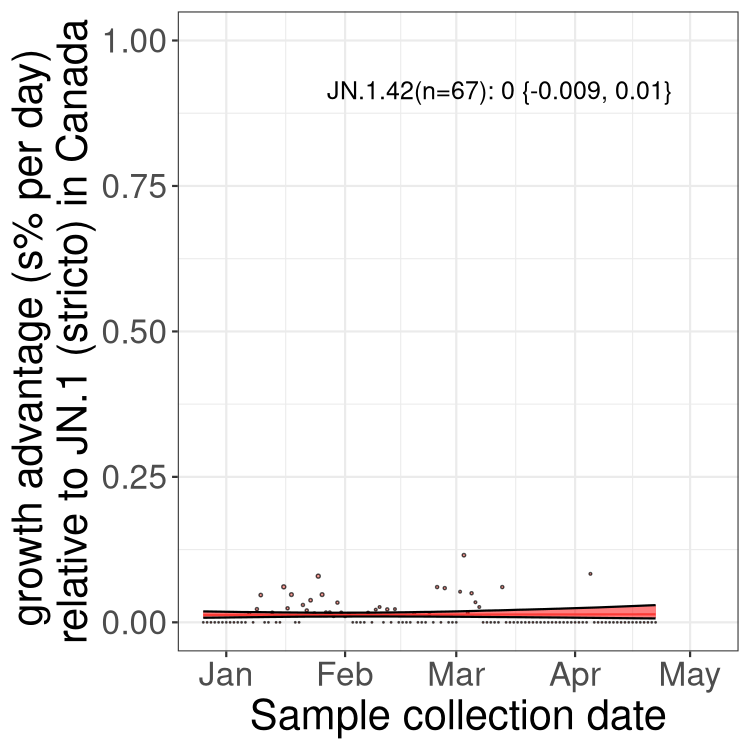 growth advantage (s% per day)
relative to JN.1 (stricto) in Canada
1.00
0.75
0.50
0.25
0.00
JN.1.42(n=67): 0 {-0.009, 0.01}
Jan Feb Mar Apr May
Sample collection date